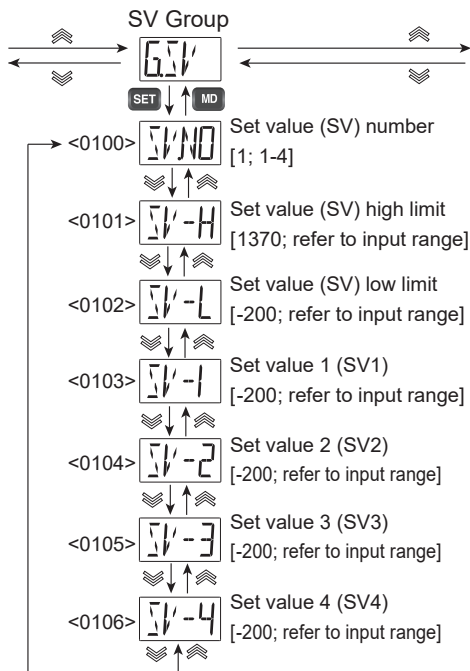 SV Group
G.SV
SET MD
<0100> SVNO Set value (SV) number
[1; 1-4]
<0101> SV-H Set value (SV) high limit
[1370; refer to input range]
<0102> SV-L Set value (SV) low limit
[-200; refer to input range]
<0103> SV-1 Set value 1 (SV1)
[-200; refer to input range]
<0104> SV-2 Set value 2 (SV2)
[-200; refer to input range]
<0105> SV-3 Set value 3 (SV3)
[-200; refer to input range]
<0106> SV-4 Set value 4 (SV4)
[-200; refer to input range]